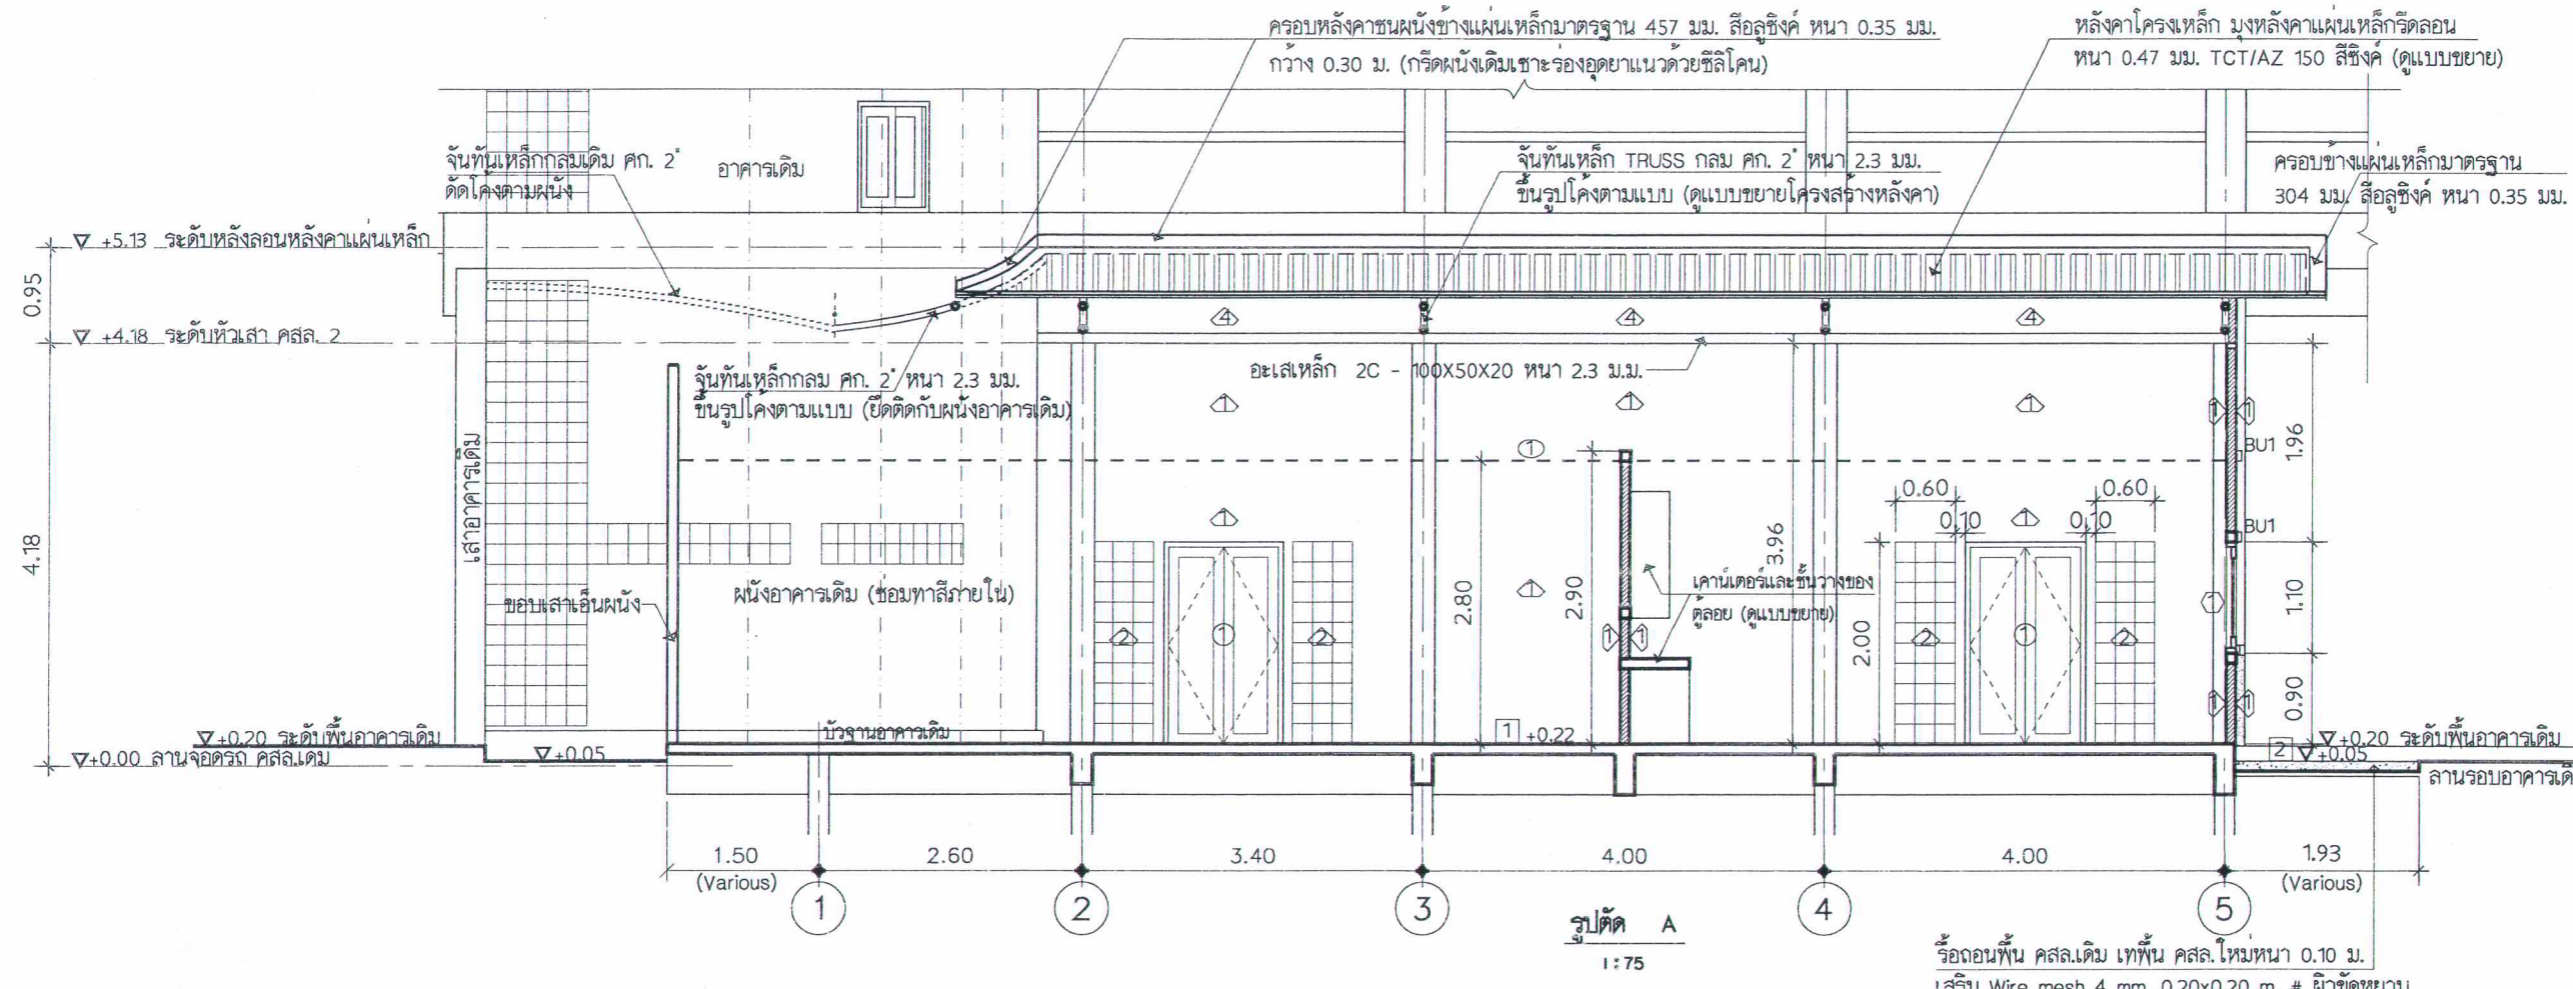 ครอบหลังคาชนผนังข้างแผ่นเหล็กมาตรฐาน 457 มม. สีอลูซิงค์ หนา 0.35 มม.
กว้าง 0.30 ม. (กรีดผนังเดิมเซาะร่องอุดยาแนวด้วยซิลิโคน)
หลังคาโครงเหล็ก มุงหลังคาแผ่นเหล็กรีดลอน
หนา 0.47 มม. TCT/AZ 150 สีซิงค์ (ดูแบบขยาย)
จันทันเหล็กกลมเดิม ศก. 2"
ดัดโค้งตามผนัง
อาคารเดิม
จันทันเหล็ก TRUSS กลม ศก. 2" หนา 2.3 มม.
ขึ้นรูปโค้งตามแบบ (ดูแบบขยายโครงสร้างหลังคา)
ครอบข้างแผ่นเหล็กมาตรฐาน
304 มม. สีอลูซิงค์ หนา 0.35 มม.
▽ +5.13 ระดับหลังลอนหลังคาแผ่นเหล็ก
0.95
▽ +4.18 ระดับหัวเสา คสล. 2
4 4 4
อะเสเหล็ก 2C - 100X50X20 หนา 2.3 ม.ม.
จันทันเหล็กกลม ศก. 2" หนา 2.3 มม.
ขึ้นรูปโค้งตามแบบ (ยึดติดกับผนังอาคารเดิม)
1 1 1 1 1
เสาอาคารเดิม
4.18
1
BU1
1.96
0.60 0.60
0.10 0.10
1 1
BU1
2.80
2.90
3.96
1
เคาน์เตอร์และชั้นวางของ
ตู้ลอย (ดูแบบขยาย)
1
1.10
ขอบเสาเอ็นผนัง
ผนังอาคารเดิม (ซ่อมทาสีภายใน)
2 1 2
1 1
2.00
2 1 2
1 1
0.90
▽+0.20 ระดับพื้นอาคารเดิม
บัวฐานอาคารเดิม
1 +0.22
▽+0.20 ระดับพื้นอาคารเดิม
▽+0.00 ลานจอดรถ คสล.เดิม
▽+0.05
2 ▽+0.05
ลานรอบอาคารเดิ
1.50 2.60 3.40 4.00 4.00 1.93
(Various) (Various)
1 2 3 4 5
รูปตัด A
1 : 75
รื้อถอนพื้น คสล.เดิม เทพื้น คสล.ใหม่หนา 0.10 ม.
เสริม Wire mesh 4 mm. 0.20x0.20 m. # ผิวขัดหยาบ